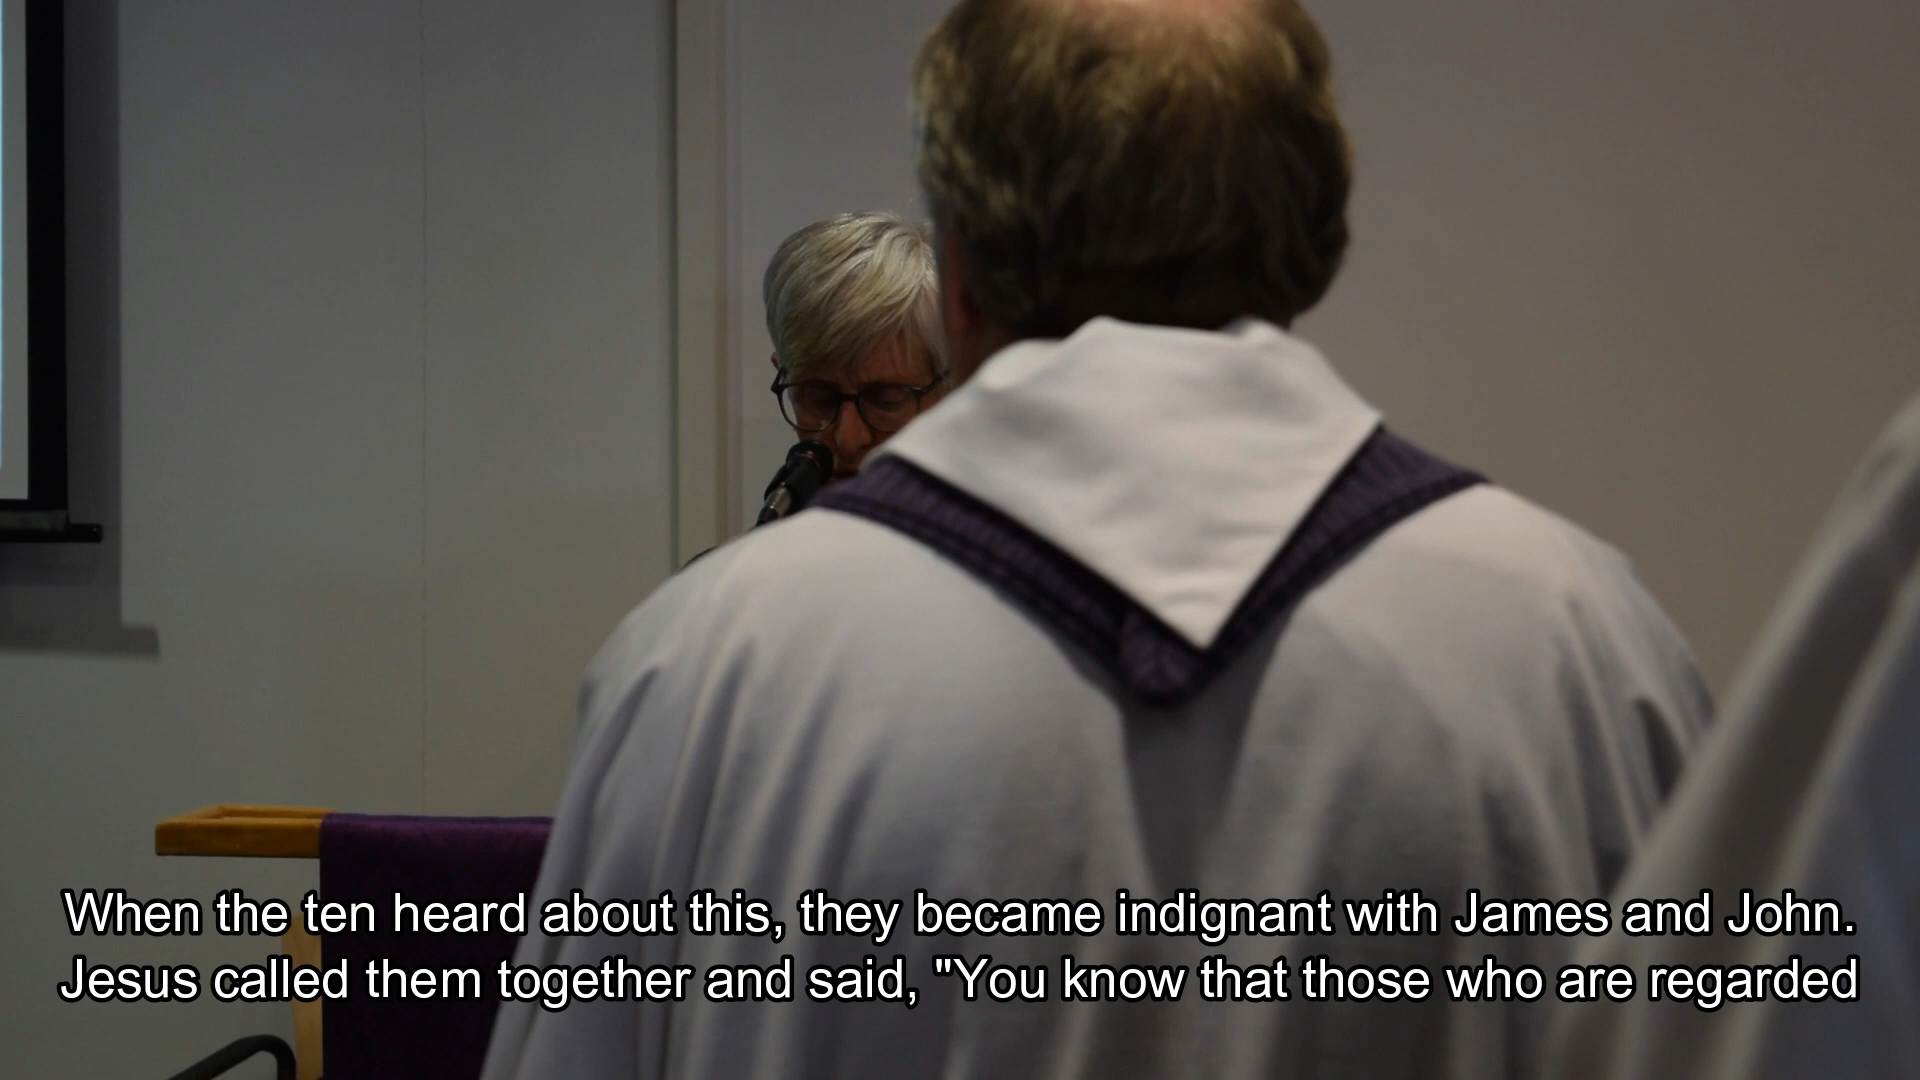 When the ten heard about this, they became indignant with James and John.
Jesus called them together and said, "You know that those who are regarded